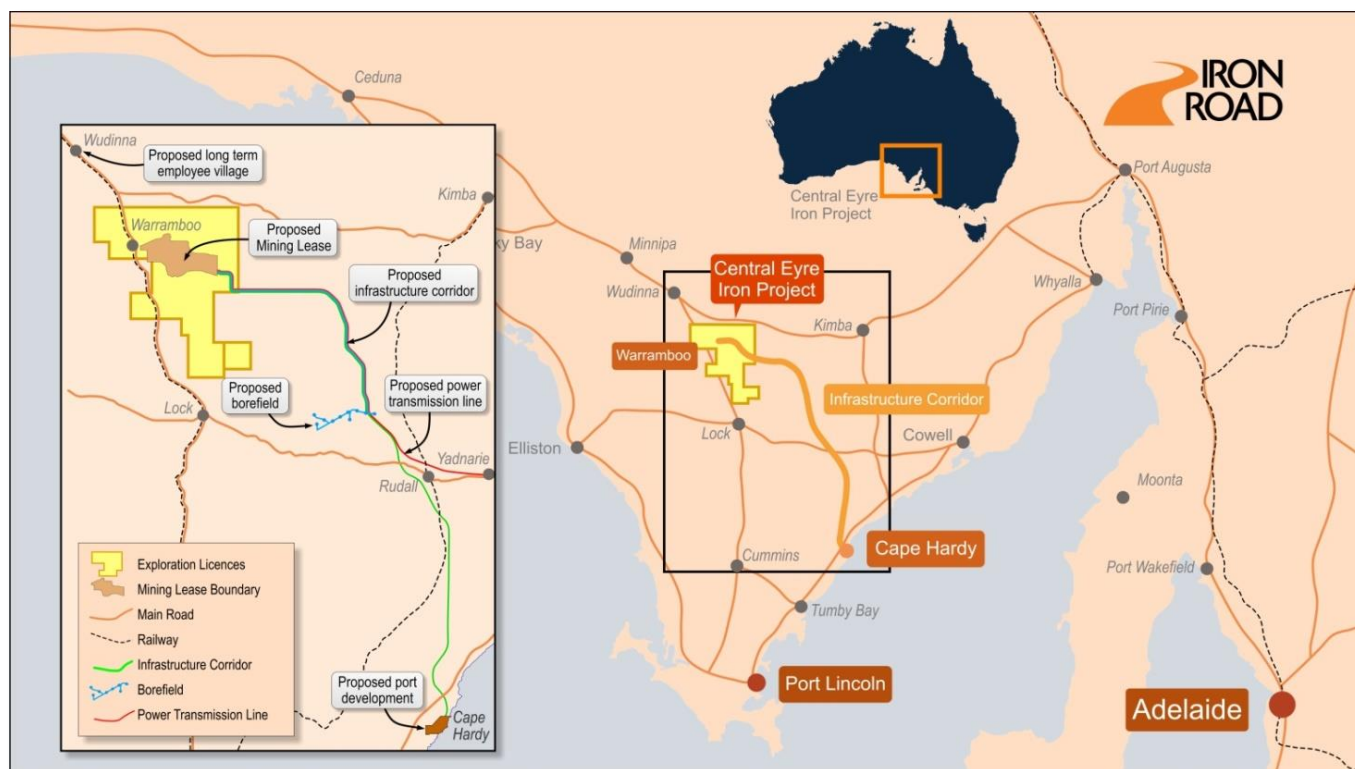 IRON
ROAD
Ceduna
Port Augusta
Central Eyre
Iron Project
ky Bay
Minnipa
Wudinna
Central Eyre
Iron Project
Kimba
Whyalla
Port Pirie
Warramboo
Infrastructure Corridor
Lock
Elliston
Cowell
Moonta
Cape Hardy
Cummins
Port Wakefield
Tumby Bay
Port Lincoln
Adelaide
Wudinna
Proposed long term
employee village
Kimba
Warramboo
Proposed
Mining Lease
Proposed
infrastructure corridor
Proposed
borefield
Proposed power
transmission line
Lock
Yadnarie
Rudall
Exploration Licences
Mining Lease Boundary
Main Road
Railway
Infrastructure Corridor
Borefield
Power Transmission Line
Proposed port
development
Cape
Hardy